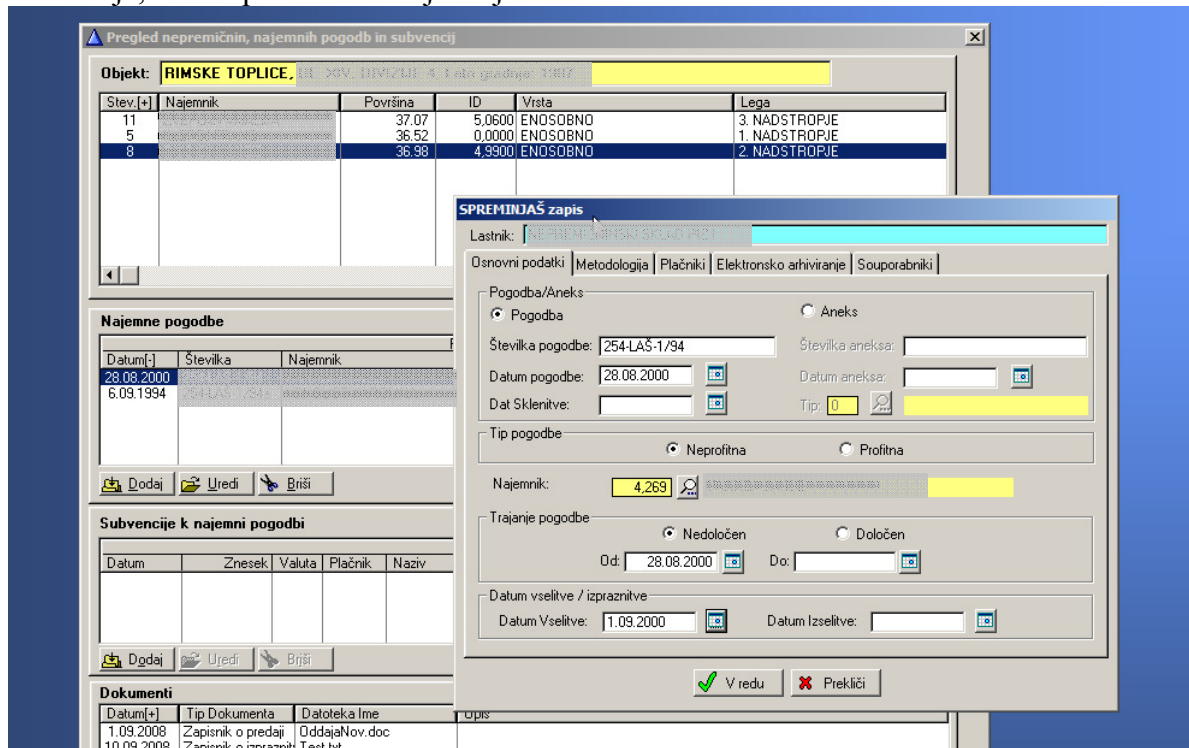 Pregled nepremičnin, najemnih pogodb in subvencij
Objekt: RIMSKE TOPLICE,
Stev.[+] Najemnik Površina ID Vrsta Lega
11 37.07 5,0600 ENOSOBNO 3. NADSTROPJE
5 36.52 0,0000 ENOSOBNO 1. NADSTROPJE
8 36.98 4,9900 ENOSOBNO 2. NADSTROPJE
Najemne pogodbe
Datum[-] Številka Najemnik
28.08.2000
6.09.1994
Dodaj Uredi Briši
Subvencije k najemni pogodbi
Datum Znesek Valuta Plačnik Naziv
Dodaj Uredi Briši
Dokumenti
Datum[+] Tip Dokumenta Datoteka Ime Opis
1.09.2008 Zapisnik o predaji OddajaNov.doc
10.09.2008 Zapisnik o izpraznit Test.txt
SPREMINJAŠ zapis
Lastnik:
Osnovni podatki Metodologija Plačniki Elektronsko arhiviranje Souporabniki
Pogodba/Aneks
Pogodba Aneks
Številka pogodbe: 254-LAŠ-1/94 Številka aneksa:
Datum pogodbe: 28.08.2000 Datum aneksa:
Dat Sklenitve: Tip: 0
Tip pogodbe
Neprofitna Profitna
Najemnik: 4,269
Trajanje pogodbe
Nedoločen Določen
Od: 28.08.2000 Do:
Datum vselitve / izpraznitve
Datum Vselitve: 1.09.2000 Datum Izselitve:
V redu Prekliči